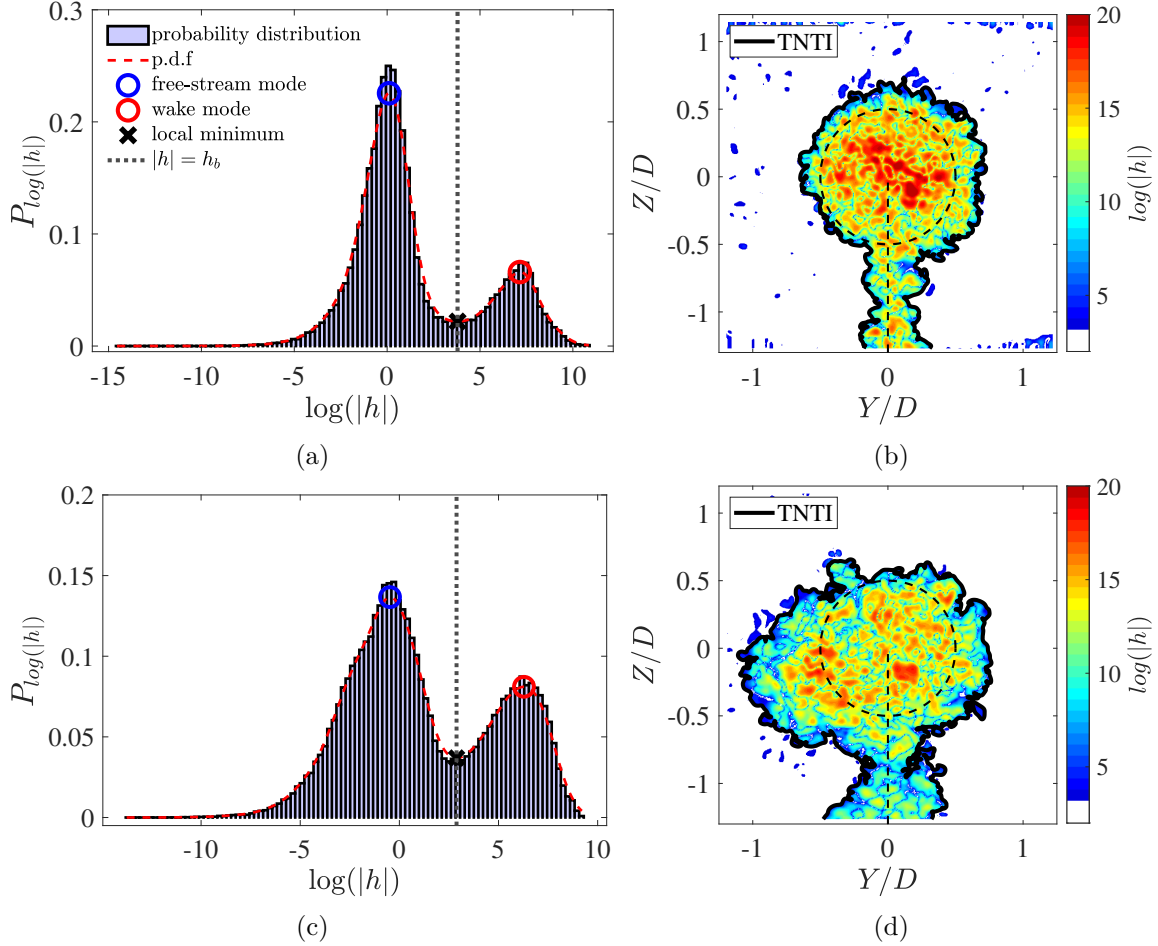 0.3
0.2
0.1
0
P_{log(|h|)}
probability distribution
p.d.f
free-stream mode
wake mode
local minimum
|h| = h_b
-15 -10 -5 0 5 10
log(|h|)
(a)
TNTI
1
0.5
0
-0.5
-1
Z/D
-1 0 1
Y/D
20
15
10
5
log(|h|)
(b)
0.2
0.15
0.1
0.05
0
P_{log(|h|)}
-10 -5 0 5 10
log(|h|)
(c)
TNTI
1
0.5
0
-0.5
-1
Z/D
-1 0 1
Y/D
20
15
10
5
log(|h|)
(d)